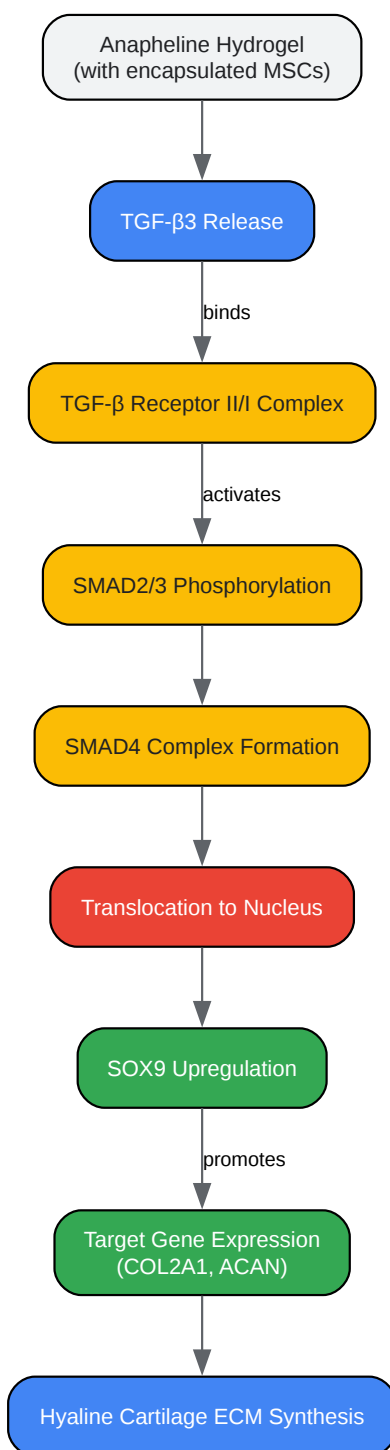 Anapheline Hydrogel
(with encapsulated MSCs)
TGF-β3 Release
binds
TGF-β Receptor II/I Complex
activates
SMAD2/3 Phosphorylation
SMAD4 Complex Formation
Translocation to Nucleus
SOX9 Upregulation
promotes
Target Gene Expression
(COL2A1, ACAN)
Hyaline Cartilage ECM Synthesis